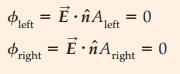 ϕ_left = E⃗ · n̂A_left = 0
ϕ_right = E⃗ · n̂A_right = 0